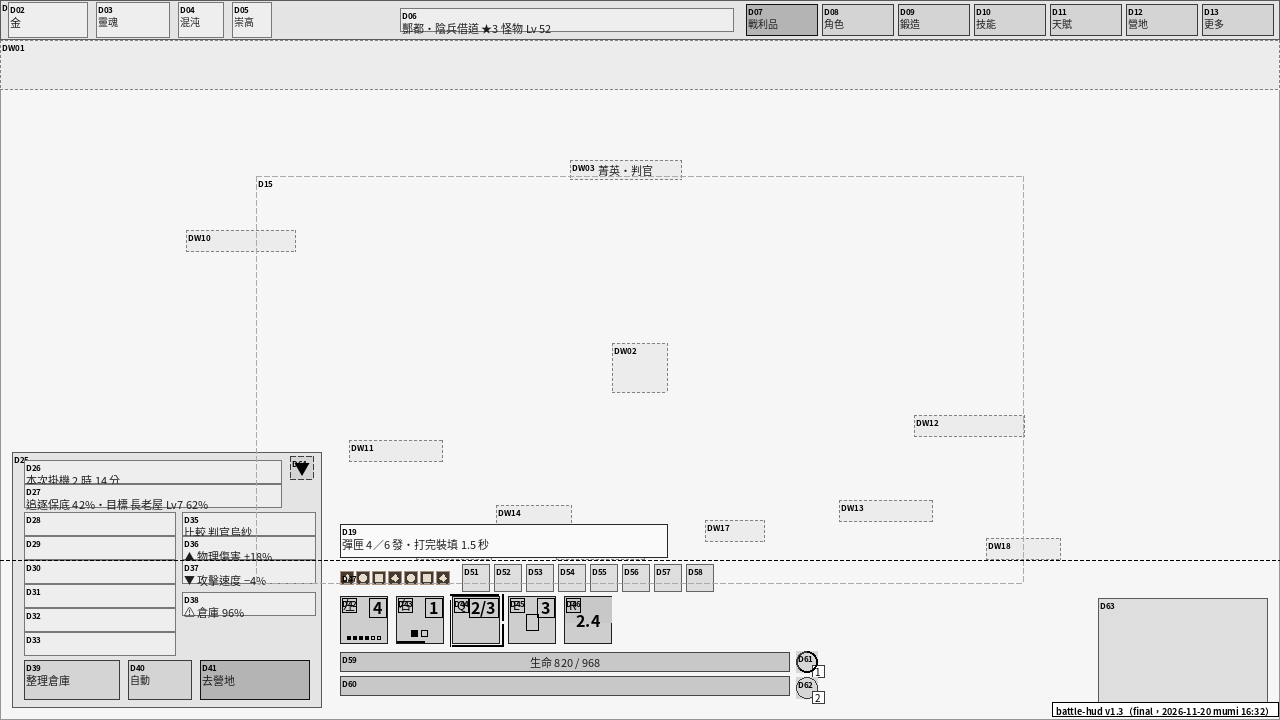 D02
金
D03
靈魂
D04
混沌
D05
崇高
D06
酆都・陰兵借道 ★3 怪物 Lv 52
D07
戰利品
D08
角色
D09
鍛造
D10
技能
D11
天賦
D12
營地
D13
更多
DW01
DW03 菁英・判官
D15
DW10
DW02
DW12
DW11
D25
D26
本次掛機 2 時 14 分
D27
追逐保底 42%・目標 長老屋 Lv7 62%
D28
D35
比較 判官烏紗
D29
D36
▲ 物理傷害 +18%
D30
D37
▼ 攻擊速度 −4%
D31
D38
⚠ 倉庫 96%
D32
D33
D39
整理倉庫
D40
自動
D41
去營地
DW14
DW13
DW17
DW18
D19
彈匣 4／6 發・打完裝填 1.5 秒
D51
D52
D53
D54
D55
D56
D57
D58
4
1
2/3
3
2.4
D59
生命 820 / 968
D61
1
D60
D62
2
D63
battle-hud v1.3（final，2026-11-20 mumi 16:32）